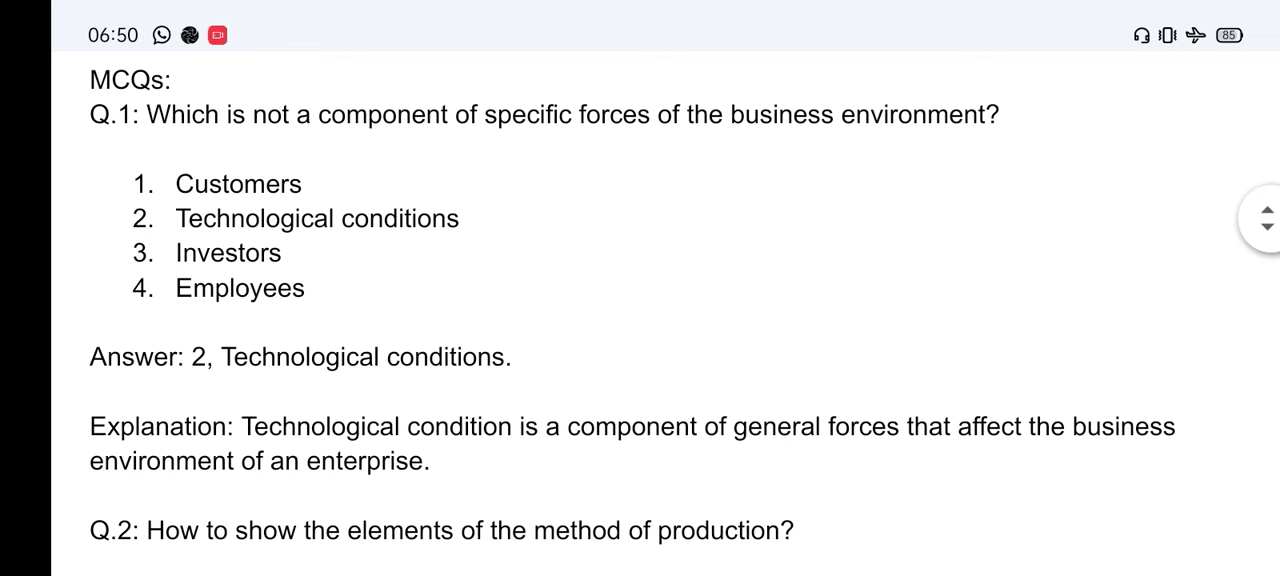 06:50
85
MCQs:
Q.1: Which is not a component of specific forces of the business environment?
1. Customers
2. Technological conditions
3. Investors
4. Employees
Answer: 2, Technological conditions.
Explanation: Technological condition is a component of general forces that affect the business
environment of an enterprise.
Q.2: How to show the elements of the method of production?